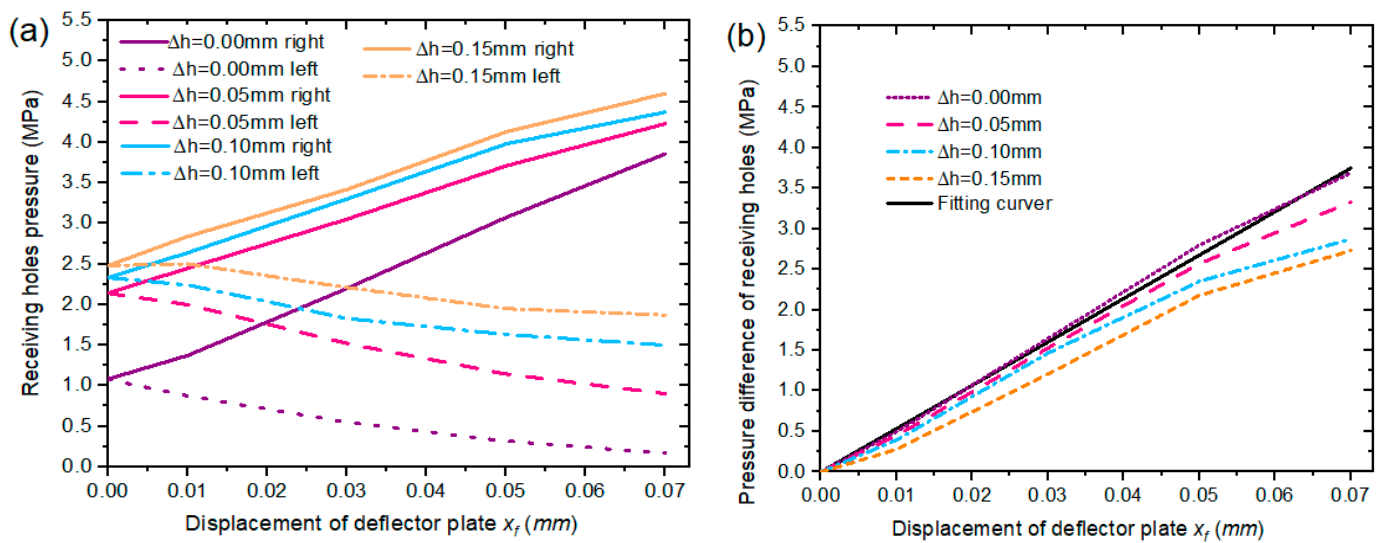 (a)
Δh=0.00mm right
Δh=0.00mm left
Δh=0.05mm right
Δh=0.05mm left
Δh=0.10mm right
Δh=0.10mm left
Δh=0.15mm right
Δh=0.15mm left
Receiving holes pressure (MPa)
5.5
5.0
4.5
4.0
3.5
3.0
2.5
2.0
1.5
1.0
0.5
0.0
0.00 0.01 0.02 0.03 0.04 0.05 0.06 0.07
Displacement of deflector plate xf (mm)
(b)
Δh=0.00mm
Δh=0.05mm
Δh=0.10mm
Δh=0.15mm
Fitting curver
Pressure difference of receiving holes (MPa)
5.5
5.0
4.5
4.0
3.5
3.0
2.5
2.0
1.5
1.0
0.5
0.0
0.00 0.01 0.02 0.03 0.04 0.05 0.06 0.07
Displacement of deflector plate xf (mm)